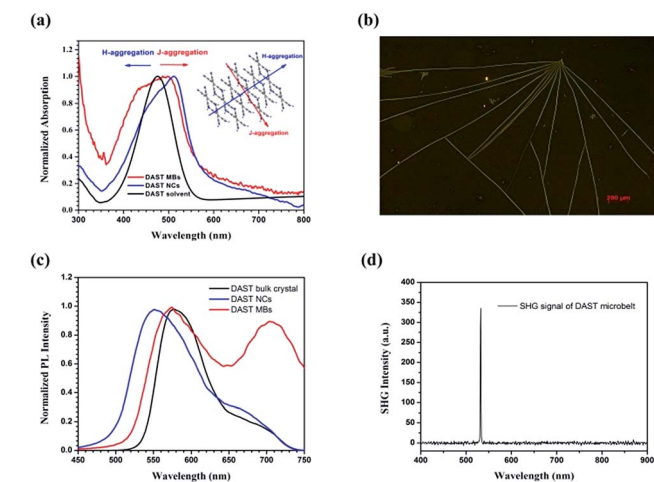 (a)
H-aggregation J-aggregation
H-aggregation
J-aggregation
DAST MBs
DAST NCs
DAST solvent
Normalized Absorption
1.2
1.0
0.8
0.6
0.4
0.2
0.0
300 400 500 600 700 800
Wavelength (nm)
(b)
200 μm
(c)
DAST bulk crystal
DAST NCs
DAST MBs
Normalized PL Intensity
1.2
1.0
0.8
0.6
0.4
0.2
0.0
450 500 550 600 650 700 750
Wavelength (nm)
(d)
SHG signal of DAST microbelt
SHG Intensity (a.u.)
400
350
300
250
200
150
100
50
0
400 500 600 700 800 900
Wavelength (nm)